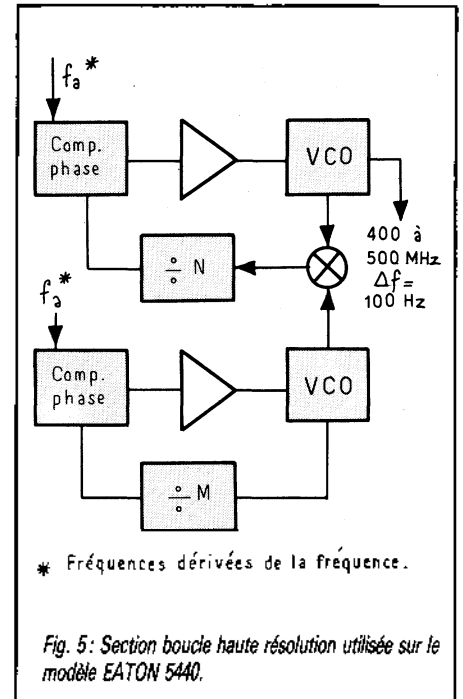 fa*
Comp.
phase
VCO
400 à
500 MHz
Δf =
100 Hz
÷ N
fa*
Comp.
phase
VCO
÷ M
* Fréquences dérivées de la fréquence.
Fig. 5: Section boucle haute résolution utilisée sur le
modèle EATON 5440.